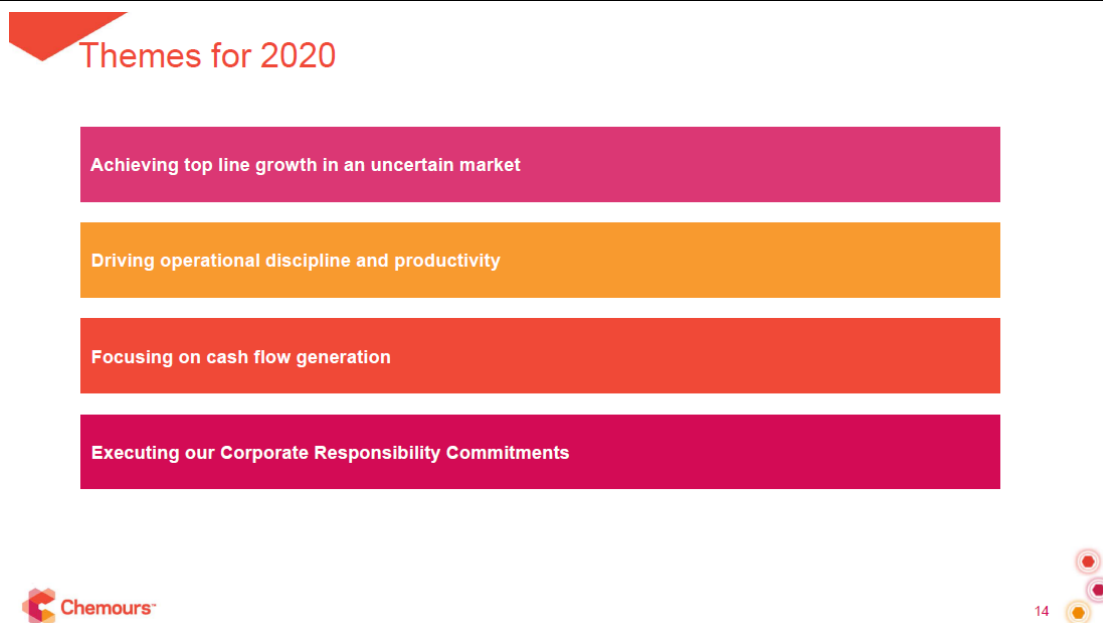 Themes for 2020
Achieving top line growth in an uncertain market
Driving operational discipline and productivity
Focusing on cash flow generation
Executing our Corporate Responsibility Commitments
Chemours™
14